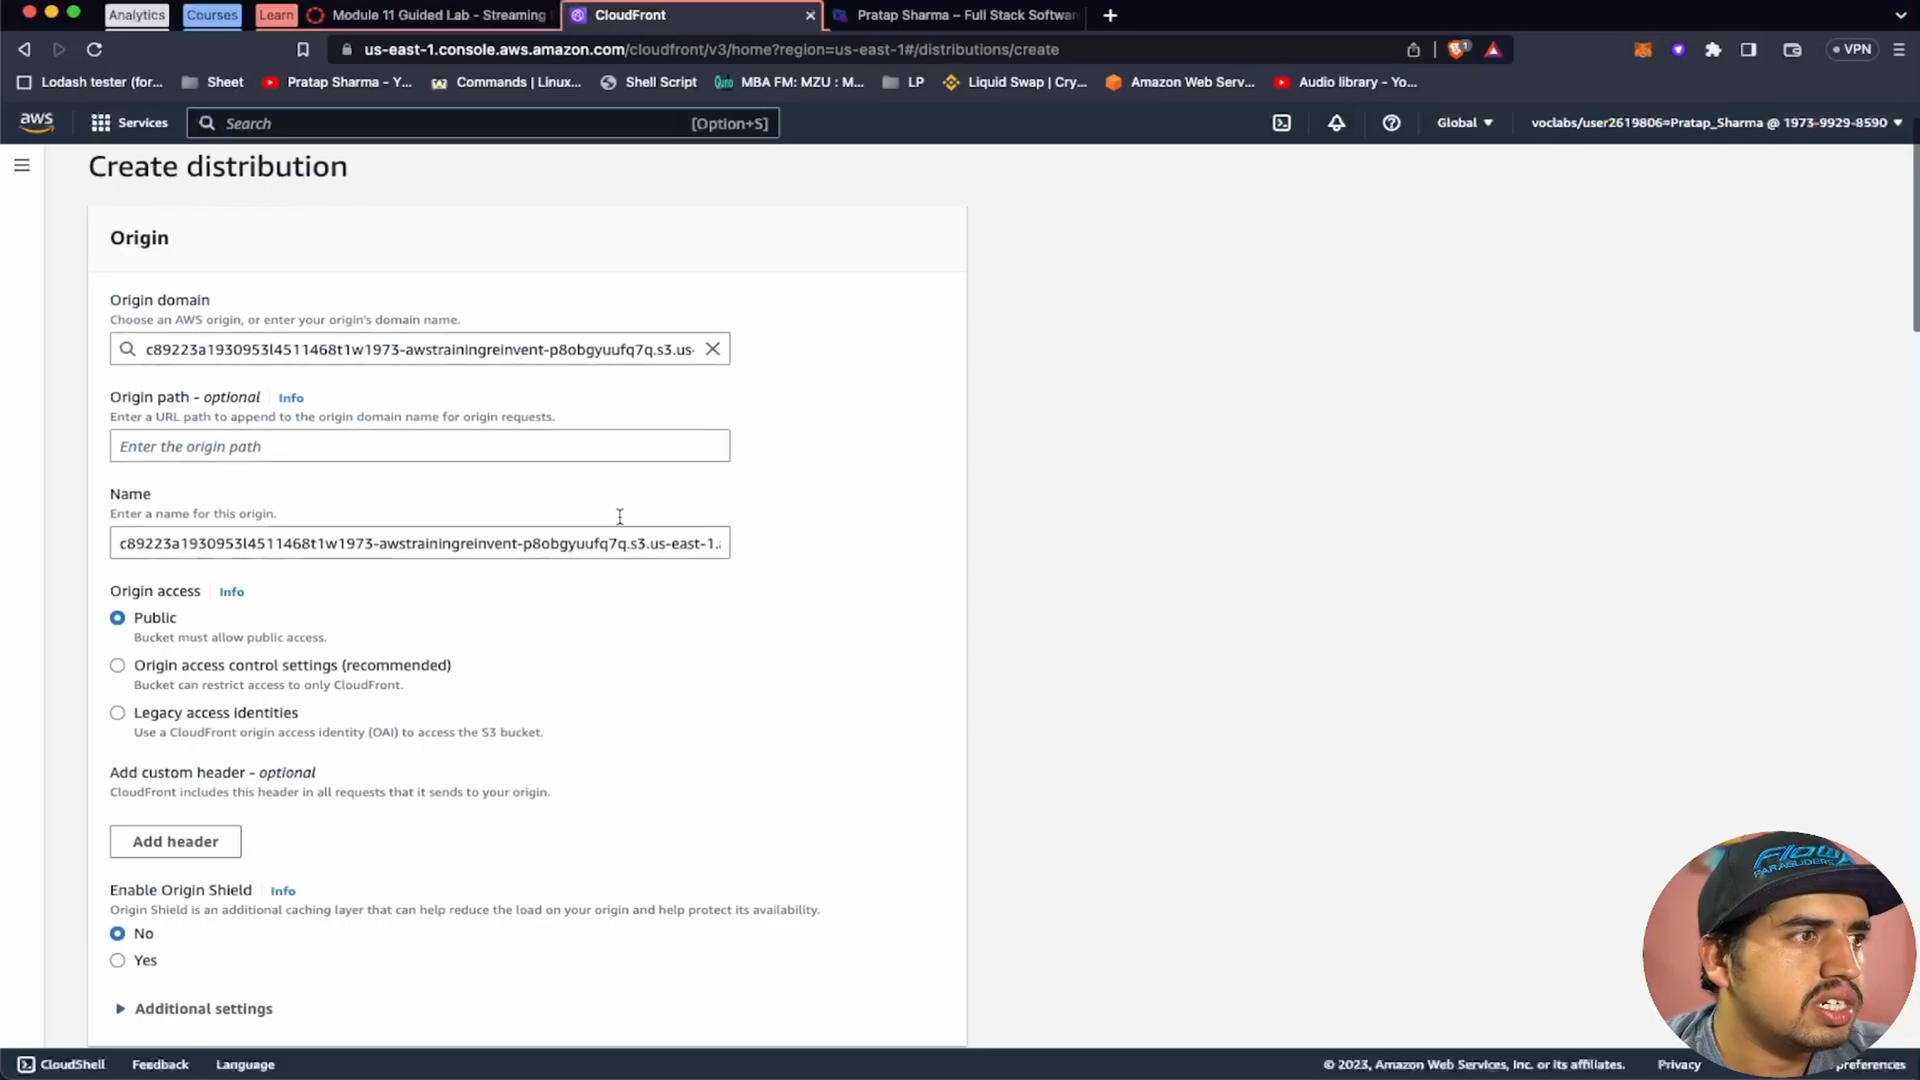 Analytics
Courses
Learn
Module 11 Guided Lab - Streaming
CloudFront
Pratap Sharma – Full Stack Softwar
us-east-1.console.aws.amazon.com/cloudfront/v3/home?region=us-east-1#/distributions/create
1
VPN
Lodash tester (for...
Sheet
Pratap Sharma - Y...
Commands | Linux...
Shell Script
MBA FM: MZU : M...
LP
Liquid Swap | Cry...
Amazon Web Serv...
Audio library - Yo...
aws
Services
Search
[Option+S]
Global
voclabs/user2619806=Pratap_Sharma @ 1973-9929-8590
Create distribution
Origin
Origin domain
Choose an AWS origin, or enter your origin's domain name.
c89223a1930953l4511468t1w1973-awstrainingreinvent-p8obgyuufq7q.s3.us-
Origin path - optional
Info
Enter a URL path to append to the origin domain name for origin requests.
Enter the origin path
Name
Enter a name for this origin.
c89223a1930953l4511468t1w1973-awstrainingreinvent-p8obgyuufq7q.s3.us-east-1.
Origin access
Info
Public
Bucket must allow public access.
Origin access control settings (recommended)
Bucket can restrict access to only CloudFront.
Legacy access identities
Use a CloudFront origin access identity (OAI) to access the S3 bucket.
Add custom header - optional
CloudFront includes this header in all requests that it sends to your origin.
Add header
Enable Origin Shield
Info
Origin Shield is an additional caching layer that can help reduce the load on your origin and help protect its availability.
No
Yes
Additional settings
PARAGLIDERS
CloudShell
Feedback
Language
© 2023, Amazon Web Services, Inc. or its affiliates.
Privacy
preferences